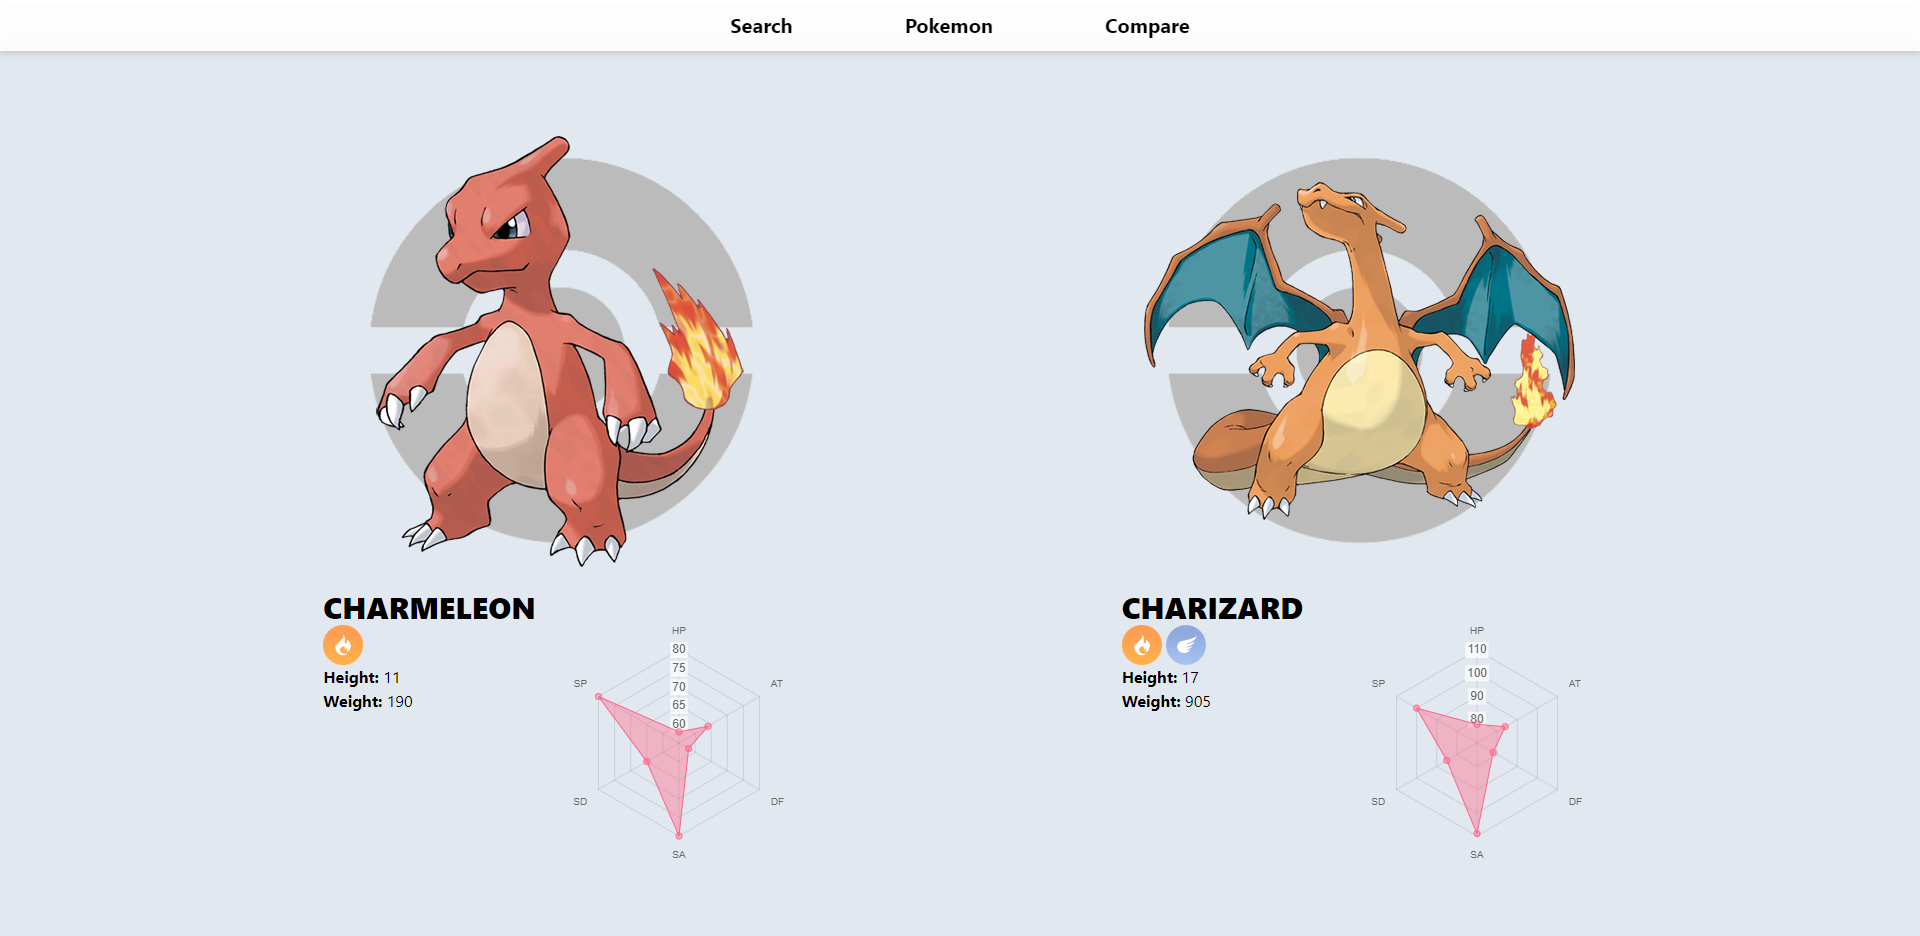 Search Pokemon Compare
CHARMELEON
Height: 11
Weight: 190
HP
80
75
70
65
60
AT
DF
SA
SD
SP
CHARIZARD
Height: 17
Weight: 905
HP
110
100
90
80
AT
DF
SA
SD
SP